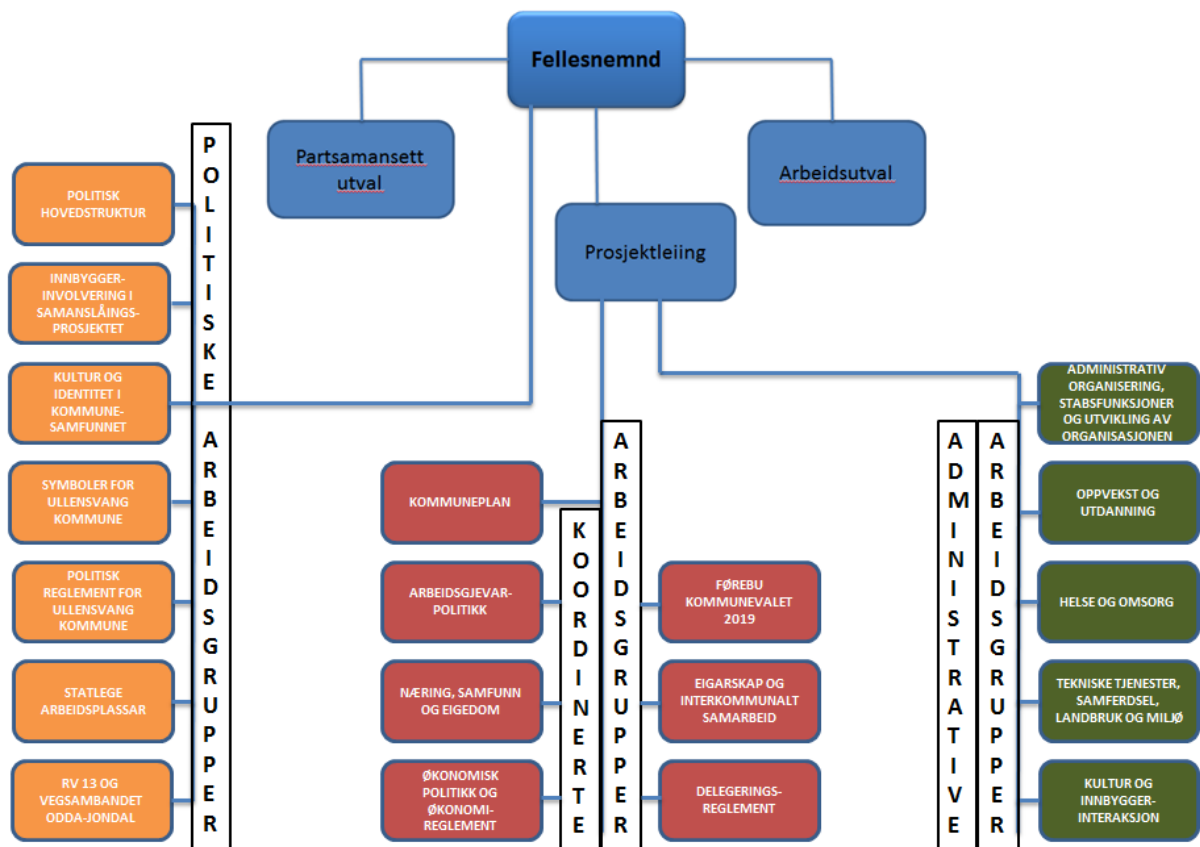 Fellesnemnd
Partsamansett
utval
Arbeidsutval
Prosjektleiing
POLITISKE ARBEIDSGRUPPER
POLITISK
HOVEDSTRUKTUR
INNBYGGER-
INVOLVERING I
SAMANSLÅINGS-
PROSJEKTET
KULTUR OG
IDENTITET I
KOMMUNE-
SAMFUNNET
SYMBOLER FOR
ULLENSVANG
KOMMUNE
POLITISK
REGLEMENT FOR
ULLENSVANG
KOMMUNE
STATLEGE
ARBEIDSPLASSAR
RV 13 OG
VEGSAMBANDET
ODDA-JONDAL
KOORDINERTE
ARBEIDSGRUPPER
KOMMUNEPLAN
ARBEIDSGJEVAR-
POLITIKK
NÆRING, SAMFUNN
OG EIGEDOM
ØKONOMISK
POLITIKK OG
ØKONOMI-
REGLEMENT
FØREBU
KOMMUNEVALET
2019
EIGARSKAP OG
INTERKOMMUNALT
SAMARBEID
DELEGERINGS-
REGLEMENT
ADMINISTRATIVE
ARBEIDSGRUPPER
ADMINISTRATIV
ORGANISERING,
STABSFUNKSJONER
OG UTVIKLING AV
ORGANISASJONEN
OPPVEKST OG
UTDANNING
HELSE OG OMSORG
TEKNISKE TJENESTER,
SAMFERDSEL,
LANDBRUK OG MILJØ
KULTUR OG
INNBYGGER-
INTERAKSJON